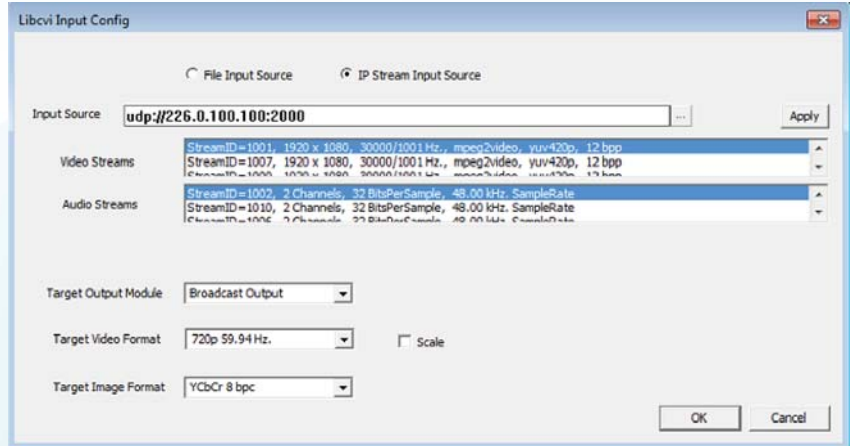 Libcvi Input Config
File Input Source IP Stream Input Source
Input Source udp://226.0.100.100:2000 ... Apply
Video Streams
StreamID=1001, 1920 x 1080, 30000/1001 Hz., mpeg2video, yuv420p, 12 bpp
StreamID=1007, 1920 x 1080, 30000/1001 Hz., mpeg2video, yuv420p, 12 bpp
Audio Streams
StreamID=1002, 2 Channels, 32 BitsPerSample, 48.00 kHz. SampleRate
StreamID=1010, 2 Channels, 32 BitsPerSample, 48.00 kHz. SampleRate
Target Output Module Broadcast Output
Target Video Format 720p 59.94 Hz. Scale
Target Image Format YCbCr 8 bpc
OK Cancel